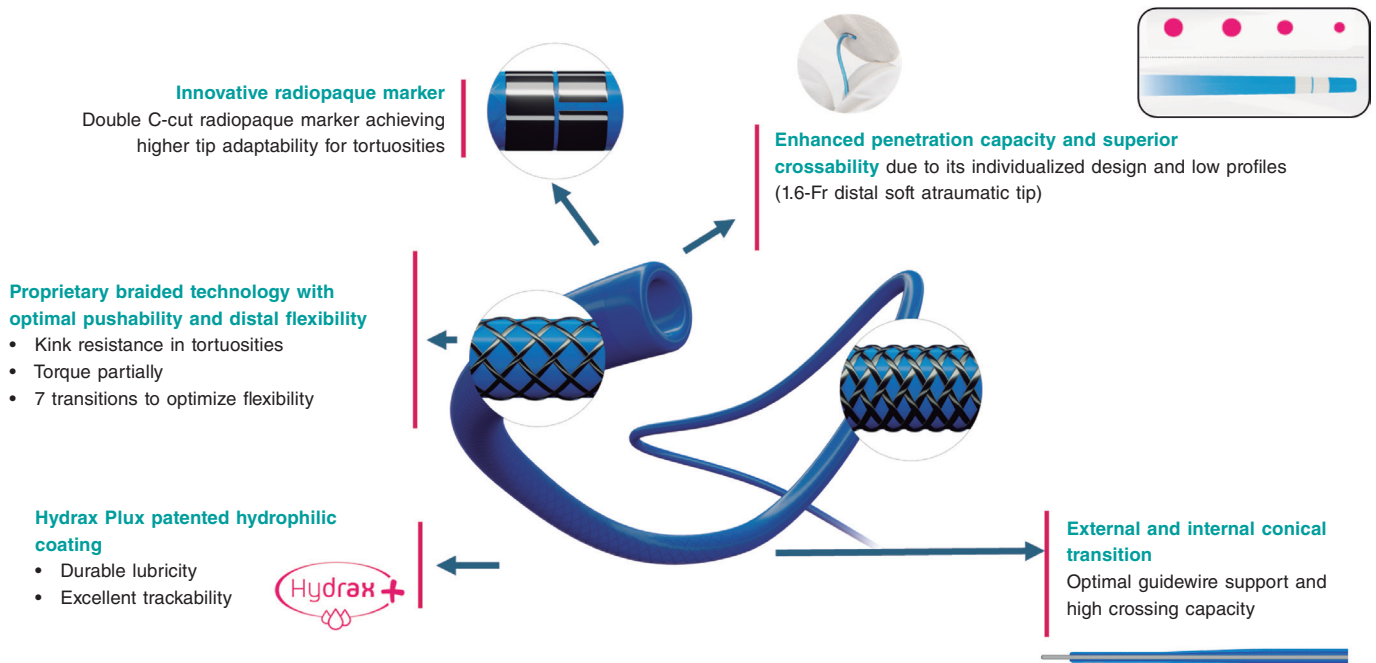 Innovative radiopaque marker
Double C-cut radiopaque marker achieving
higher tip adaptability for tortuosities
Enhanced penetration capacity and superior
crossability due to its individualized design and low profiles
(1.6-Fr distal soft atraumatic tip)
Proprietary braided technology with
optimal pushability and distal flexibility
• Kink resistance in tortuosities
• Torque partially
• 7 transitions to optimize flexibility
Hydrax Plux patented hydrophilic
coating
• Durable lubricity
• Excellent trackability
Hydrax+
External and internal conical
transition
Optimal guidewire support and
high crossing capacity